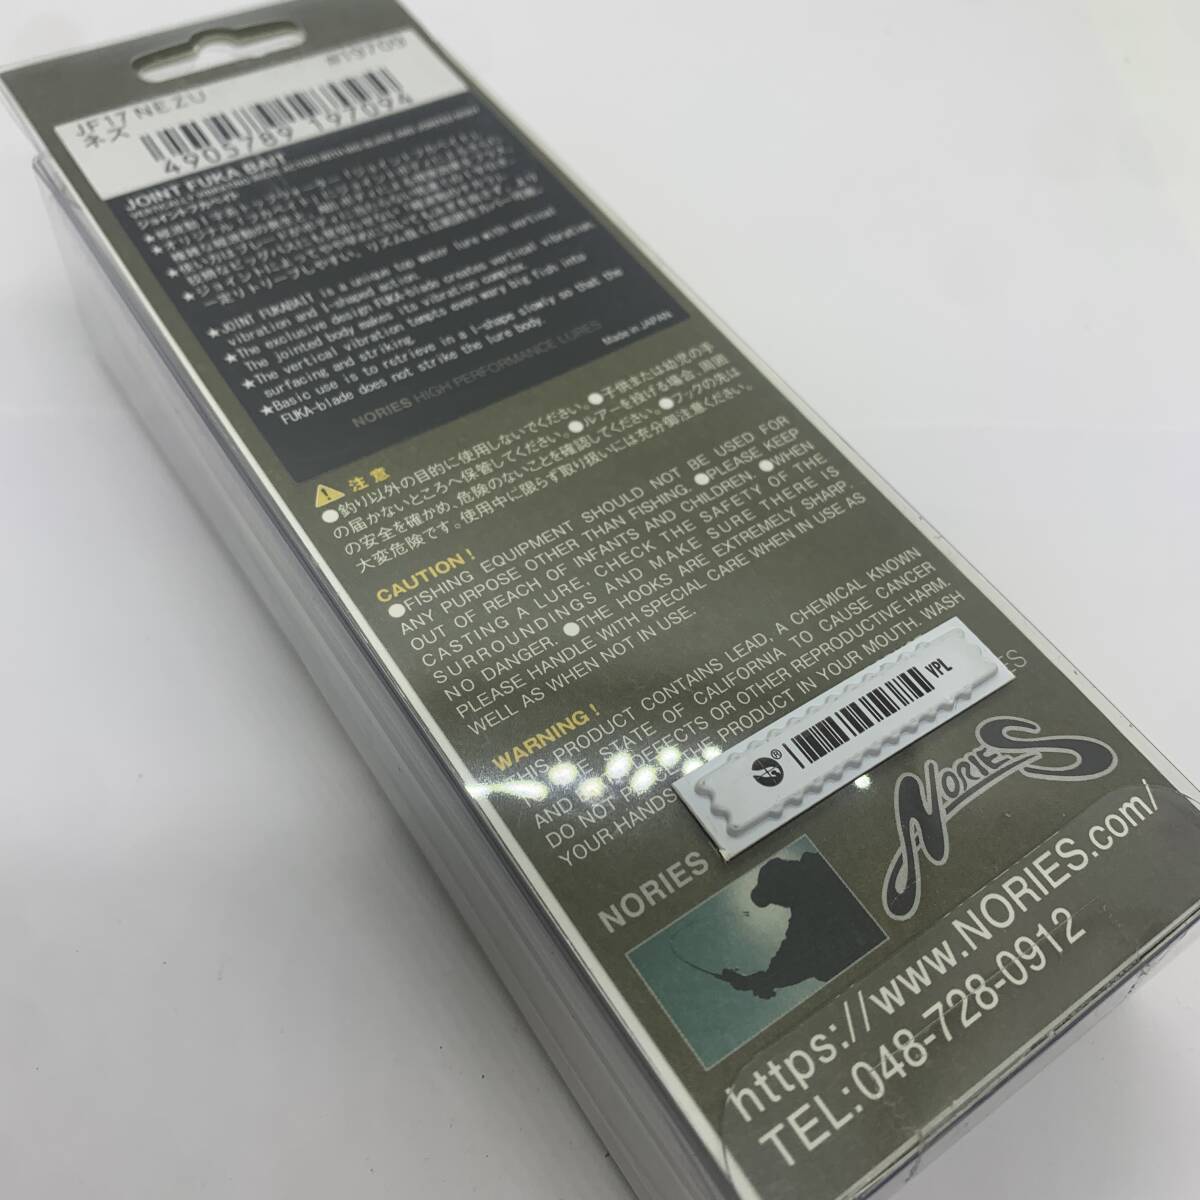 #19709
JF17 NEZU
ネズ
4905789 197094
JOINT FUKA BAIT
ジョイントフカベイト
★JOINT FUKABAIT is a unique top water lure with vertical
vibration and I-shaped action.
★The exclusive design FUKA-blade creates vertical vibration
The jointed body makes its vibration complex
★The vertical vibration tempts even wary big fish into
surfacing and striking.
★Basic use is to retrieve is a I-shape slowly so that the
FUKA-blade does not strike the lure body.
NORIES HIGH PERFORMANCE LURES
Made in JAPAN
注意
●釣り以外の目的に使用しないでください。●子供または幼児の手
の届かないところへ保管してください。●ルアーを投げる場合、周囲
の安全を確かめ、危険のないことを確認してください。●フックの先は
大変危険です。使用中に限らず取り扱いには充分御注意ください。
CAUTION!
●FISHING EQUIPMENT SHOULD NOT BE USED FOR
ANY PURPOSE OTHER THAN FISHING. ●PLEASE KEEP
OUT OF REACH OF INFANTS AND CHILDREN. ●WHEN
CASTING A LURE, CHECK THE SAFETY OF THE
SURROUNDINGS AND MAKE SURE THERE IS
NO DANGER. ●THE HOOKS ARE EXTREMELY SHARP.
PLEASE HANDLE WITH SPECIAL CARE WHEN IN USE AS
WELL AS WHEN NOT IN USE.
WARNING!
THIS PRODUCT CONTAINS LEAD, A CHEMICAL KNOWN
STATE OF CALIFORNIA TO CAUSE CANCER
AND DEFECTS OR OTHER REPRODUCTIVE HARM.
DO NOT THE PRODUCT IN YOUR MOUTH. WASH
YOUR HANDS
VPL
NORIES
NORIES
https://www.NORIES.com/
TEL:048-728-0912